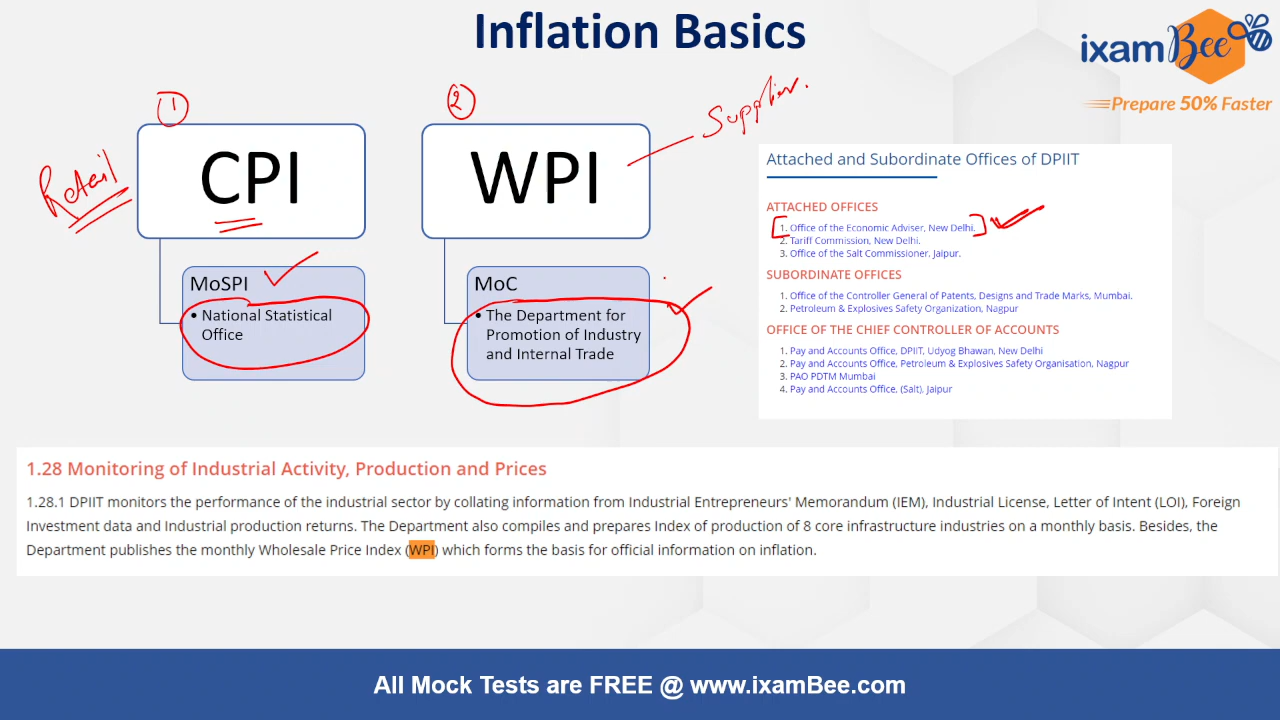 Inflation Basics
ixamBee
Prepare 50% Faster
1
2
Supplier.
Retail
CPI
WPI
MoSPI
• National Statistical
Office
MoC
• The Department for
Promotion of Industry
and Internal Trade
Attached and Subordinate Offices of DPIIT
ATTACHED OFFICES
1. Office of the Economic Adviser, New Delhi.
2. Tariff Commission, New Delhi.
3. Office of the Salt Commissioner. Jaipur.
SUBORDINATE OFFICES
1. Office of the Controller General of Patents, Designs and Trade Marks, Mumbai.
2. Petroleum & Explosives Safety Organization, Nagpur
OFFICE OF THE CHIEF CONTROLLER OF ACCOUNTS
1. Pay and Accounts Office, DPIIT, Udyog Bhawan, New Delhi
2. Pay and Accounts Office, Petroleum & Explosives Safety Organisation, Nagpur
3. PAO PDTM Mumbai
4. Pay and Accounts Office, (Salt), Jaipur
1.28 Monitoring of Industrial Activity, Production and Prices
1.28.1 DPIIT monitors the performance of the industrial sector by collating information from Industrial Entrepreneurs' Memorandum (IEM), Industrial License, Letter of Intent (LOI), Foreign
Investment data and Industrial production returns. The Department also compiles and prepares Index of production of 8 core infrastructure industries on a monthly basis. Besides, the
Department publishes the monthly Wholesale Price Index (WPI) which forms the basis for official information on inflation.
All Mock Tests are FREE @ www.ixamBee.com